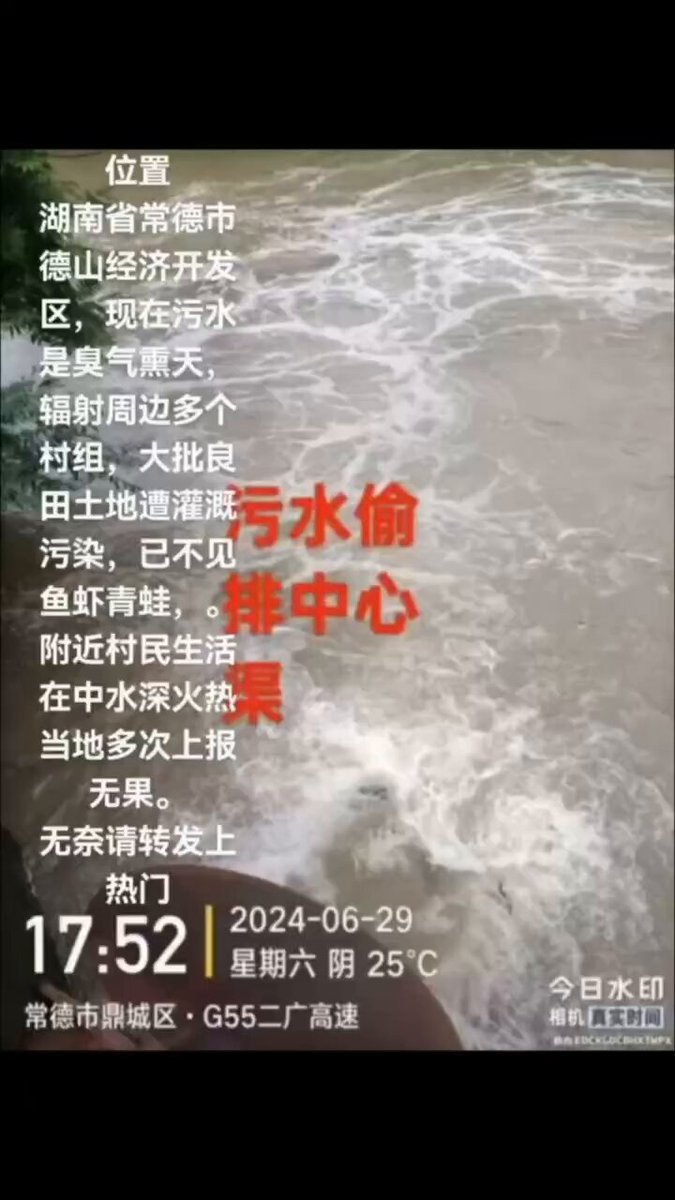 位置
湖南省常德市
德山经济开发
区，现在污水
是臭气熏天，
辐射周边多个
村组，大批良
田土地遭灌溉
污染，已不见
鱼虾青蛙，。
附近村民生活
在中水深火热
当地多次上报
无果。
无奈请转发上
热门
污水偷
排中心
渠
17:52
2024-06-29
星期六 阴 25°C
常德市鼎城区·G55二广高速
今日水印
相机 真实时间